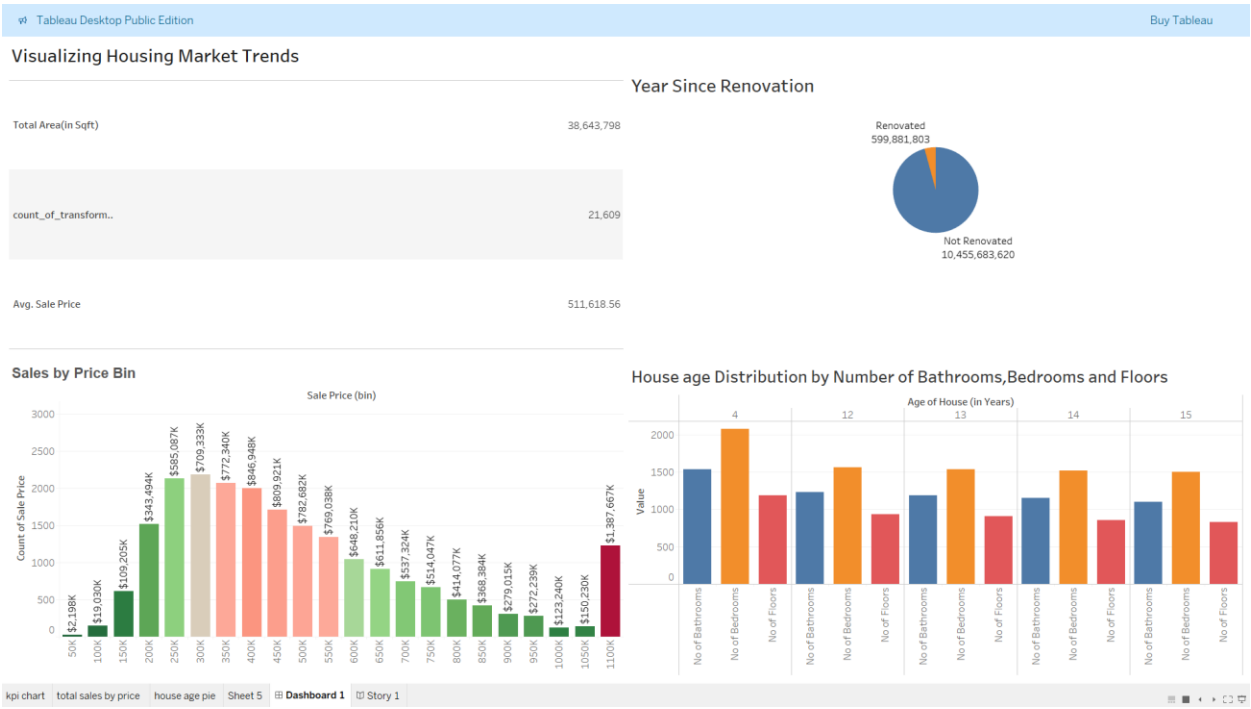 Tableau Desktop Public Edition
Buy Tableau
Visualizing Housing Market Trends
Total Area(in Sqft)
38,643,798
count_of_transform..
21,609
Avg. Sale Price
511,618.56
Year Since Renovation
Renovated
599,881,803
Not Renovated
10,455,683,620
Sales by Price Bin
Sale Price (bin)
Count of Sale Price
3000
2500
2000
1500
1000
500
0
$2,198K
$19,030K
$109,205K
$343,494K
$585,087K
$709,333K
$772,340K
$846,948K
$809,921K
$782,682K
$769,038K
$648,210K
$611,856K
$537,324K
$514,047K
$414,077K
$368,384K
$279,015K
$272,239K
$123,240K
$150,230K
$1,387,667K
50K
100K
150K
200K
250K
300K
350K
400K
450K
500K
550K
600K
650K
700K
750K
800K
850K
900K
950K
1000K
1050K
1100K
House age Distribution by Number of Bathrooms,Bedrooms and Floors
Age of House (in Years)
4 12 13 14 15
Value
2000
1500
1000
500
0
No of Bathrooms
No of Bedrooms
No of Floors
No of Bathrooms
No of Bedrooms
No of Floors
No of Bathrooms
No of Bedrooms
No of Floors
No of Bathrooms
No of Bedrooms
No of Floors
No of Bathrooms
No of Bedrooms
No of Floors
kpi chart total sales by price house age pie Sheet 5 Dashboard 1 Story 1